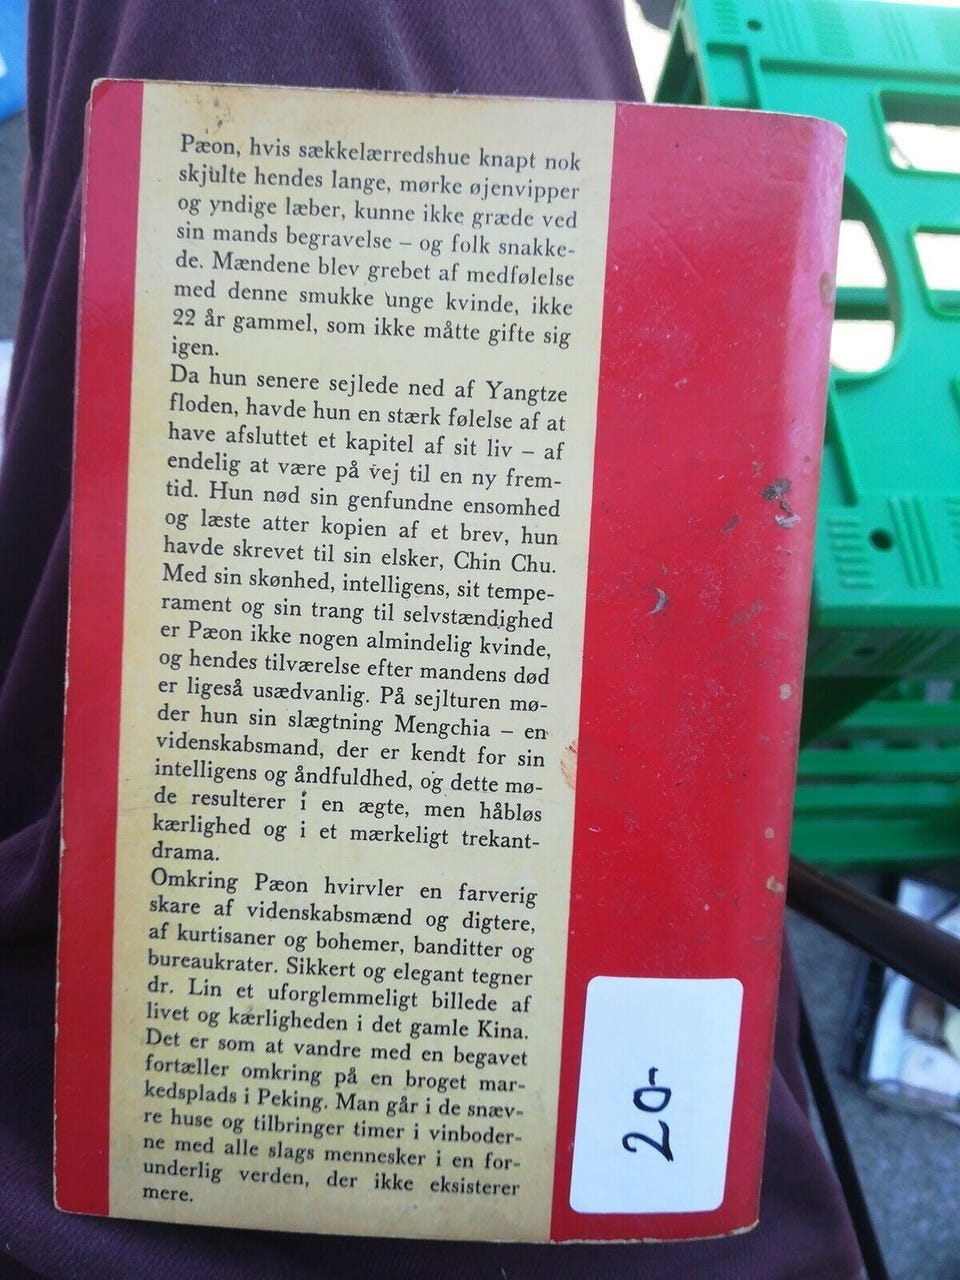 Pæon, hvis sækkelærredshue knapt nok
skjulte hendes lange, mørke øjenvipper
og yndige læber, kunne ikke græde ved
sin mands begravelse – og folk snakke-
de. Mændene blev grebet af medfølelse
med denne smukke unge kvinde, ikke
22 år gammel, som ikke måtte gifte sig
igen.
Da hun senere sejlede ned af Yangtze
floden, havde hun en stærk følelse af at
have afsluttet et kapitel af sit liv – af
endelig at være på vej til en ny frem-
tid. Hun nød sin genfundne ensomhed
og læste atter kopien af et brev, hun
havde skrevet til sin elsker, Chin Chu.
Med sin skønhed, intelligens, sit tempe-
rament og sin trang til selvstændighed
er Pæon ikke nogen almindelig kvinde,
og hendes tilværelse efter mandens død
er ligeså usædvanlig. På sejlturen mø-
der hun sin slægtning Mengchia – en
videnskabsmand, der er kendt for sin
intelligens og åndfuldhed, og dette mø-
de resulterer i en ægte, men håbløs
kærlighed og i et mærkeligt trekant-
drama.
Omkring Pæon hvirvler en farverig
skare af videnskabsmænd og digtere,
af kurtisaner og bohemer, banditter og
bureaukrater. Sikkert og elegant tegner
dr. Lin et uforglemmeligt billede af
livet og kærligheden i det gamle Kina.
Det er som at vandre med en begavet
fortæller omkring på en broget mar-
kedsplads i Peking. Man går i de snæv-
re huse og tilbringer timer i vinboder-
ne med alle slags mennesker i en for-
underlig verden, der ikke eksisterer
mere.
20-